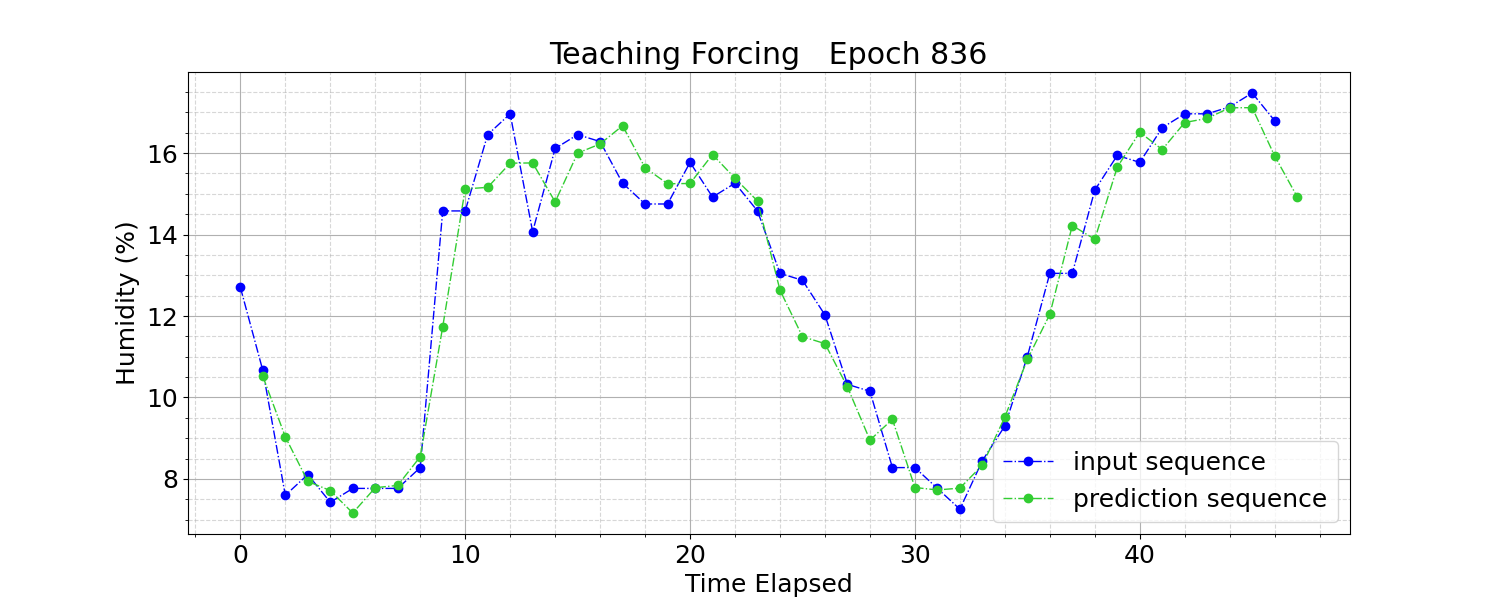 Teaching Forcing   Epoch 836
Humidity (%)
16
14
12
10
8
0 10 20 30 40
Time Elapsed
input sequence
prediction sequence